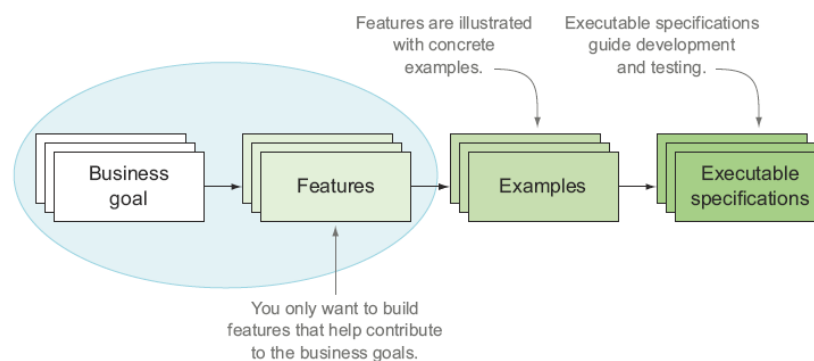 Features are illustrated
with concrete
examples.
Executable specifications
guide development
and testing.
Business
goal
Features
Examples
Executable
specifications
You only want to build
features that help contribute
to the business goals.